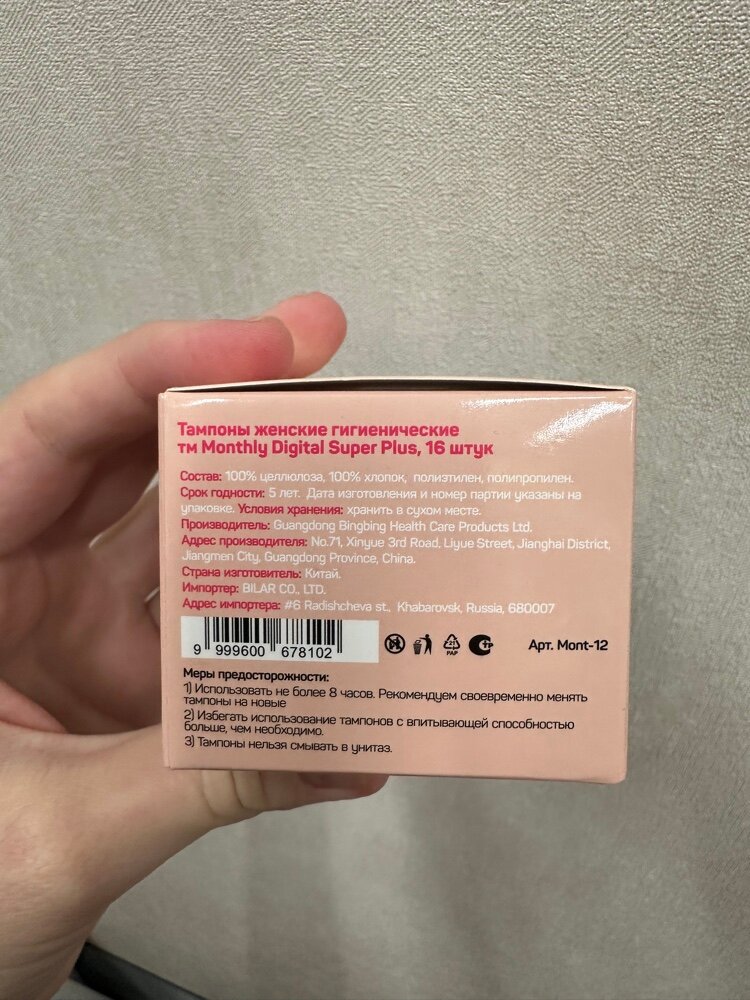 Тампоны женские гигиенические
тм Monthly Digital Super Plus, 16 штук
Состав: 100% целлюлоза, 100% хлопок, полиэтилен, полипропилен.
Срок годности: 5 лет. Дата изготовления и номер партии указаны на
упаковке. Условия хранения: хранить в сухом месте.
Производитель: Guangdong Bingbing Health Care Products Ltd.
Адрес производителя: No.71, Xinyue 3rd Road, Liyue Street, Jianghai District,
Jiangmen City, Guangdong Province, China.
Страна изготовитель: Китай.
Импортер: BILAR CO., LTD.
Адрес импортера: #6 Radishcheva st., Khabarovsk, Russia, 680007
9 999600 678102
21
PAP
Арт. Mont-12
Меры предосторожности:
1) Использовать не более 8 часов. Рекомендуем своевременно менять
тампоны на новые
2) Избегать использование тампонов с впитывающей способностью
больше, чем необходимо.
3) Тампоны нельзя смывать в унитаз.